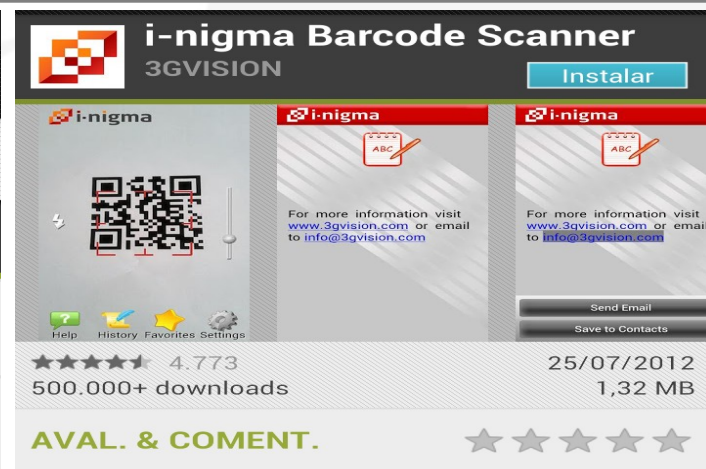 i-nigma Barcode Scanner
3GVISION
Instalar
i-nigma
Help History Favorites Settings
i-nigma
ABC
For more information visit
www.3gvision.com or email
to info@3gvision.com
i-nigma
ABC
For more information visit
www.3gvision.com or email
to info@3gvision.com
Send Email
Save to Contacts
4.773
500.000+ downloads
25/07/2012
1,32 MB
AVAL. & COMENT.